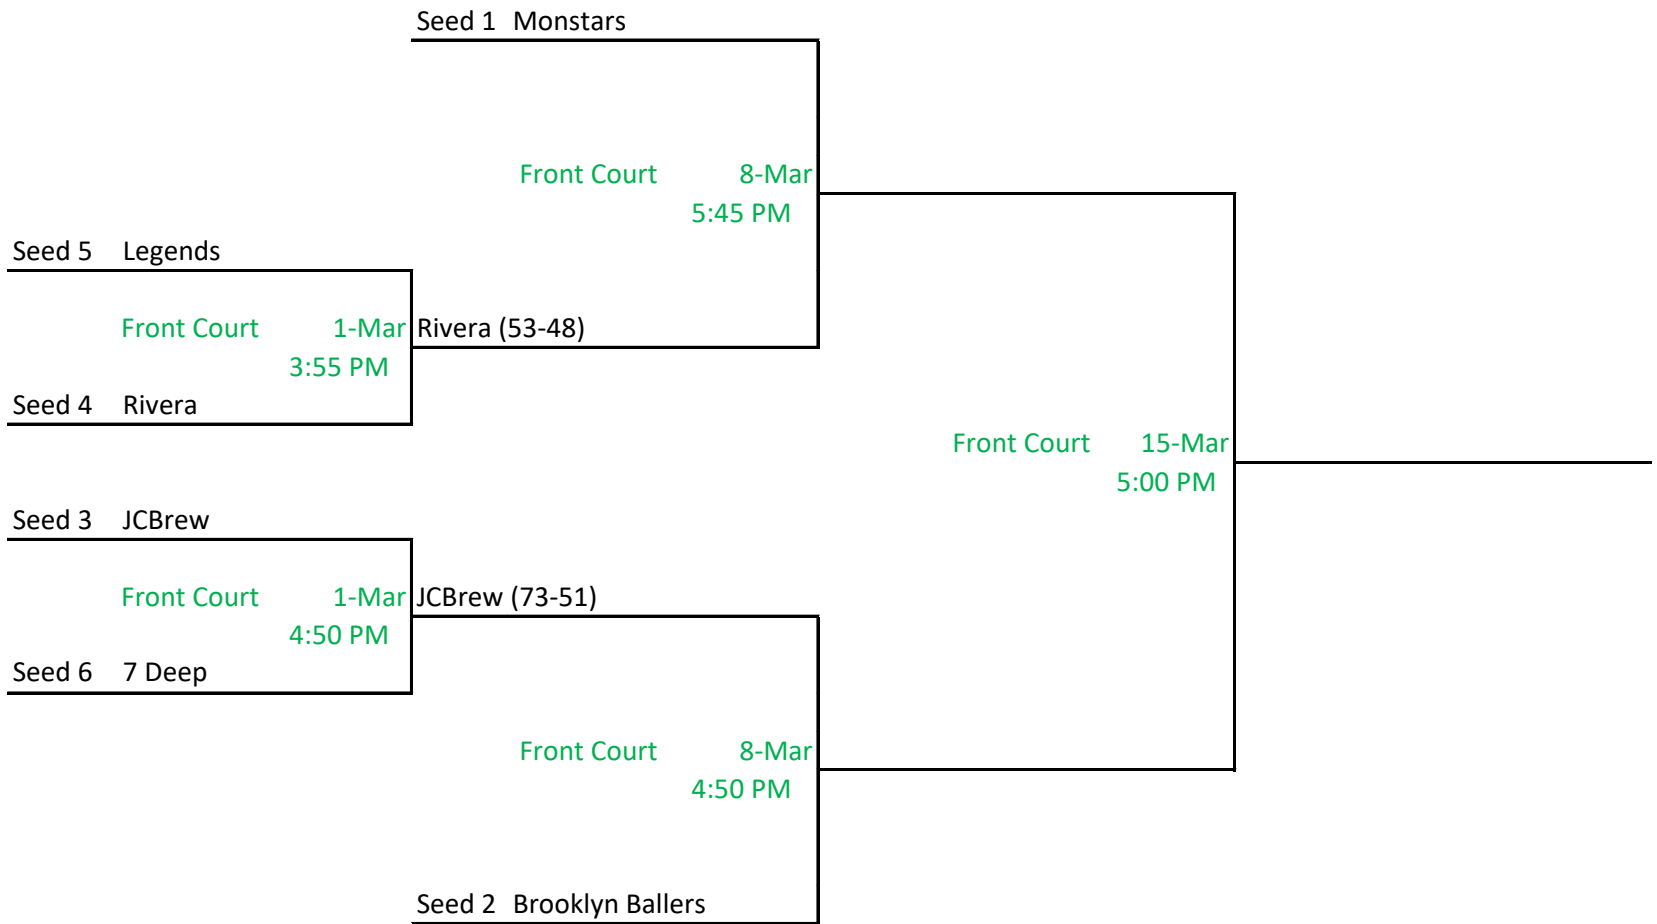 Seed 1 Monstars
Front Court 8-Mar
5:45 PM
Seed 5 Legends
Front Court 1-Mar Rivera (53-48)
3:55 PM
Seed 4 Rivera
Front Court 15-Mar
5:00 PM
Seed 3 JCBrew
Front Court 1-Mar JCBrew (73-51)
4:50 PM
Seed 6 7 Deep
Front Court 8-Mar
4:50 PM
Seed 2 Brooklyn Ballers